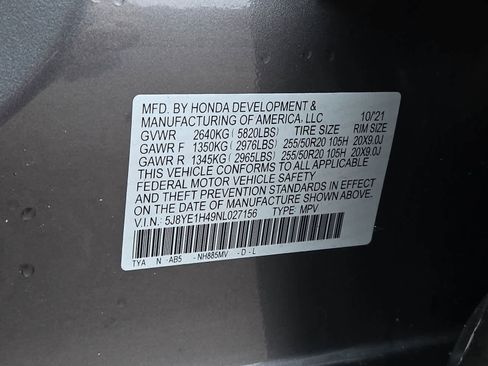 MFD. BY HONDA DEVELOPMENT &
MANUFACTURING OF AMERICA, LLC 10/21
GVWR 2640KG (5820LBS) TIRE SIZE RIM SIZE
GAWR F 1350KG (2976LBS) 255/50R20 105H 20X9.0J
GAWR R 1345KG (2965LBS) 255/50R20 105H 20X9.0J
THIS VEHICLE CONFORMS TO ALL APPLICABLE
FEDERAL MOTOR VEHICLE SAFETY
AND THEFT PREVENTION STANDARDS IN EFFECT
ON THE DATE OF MANUFACTURE SHOWN ABOVE.
V.I.N.: 5J8YE1H49NL027156 TYPE: MPV
TYA N -AB5 -NH885MV -D-L